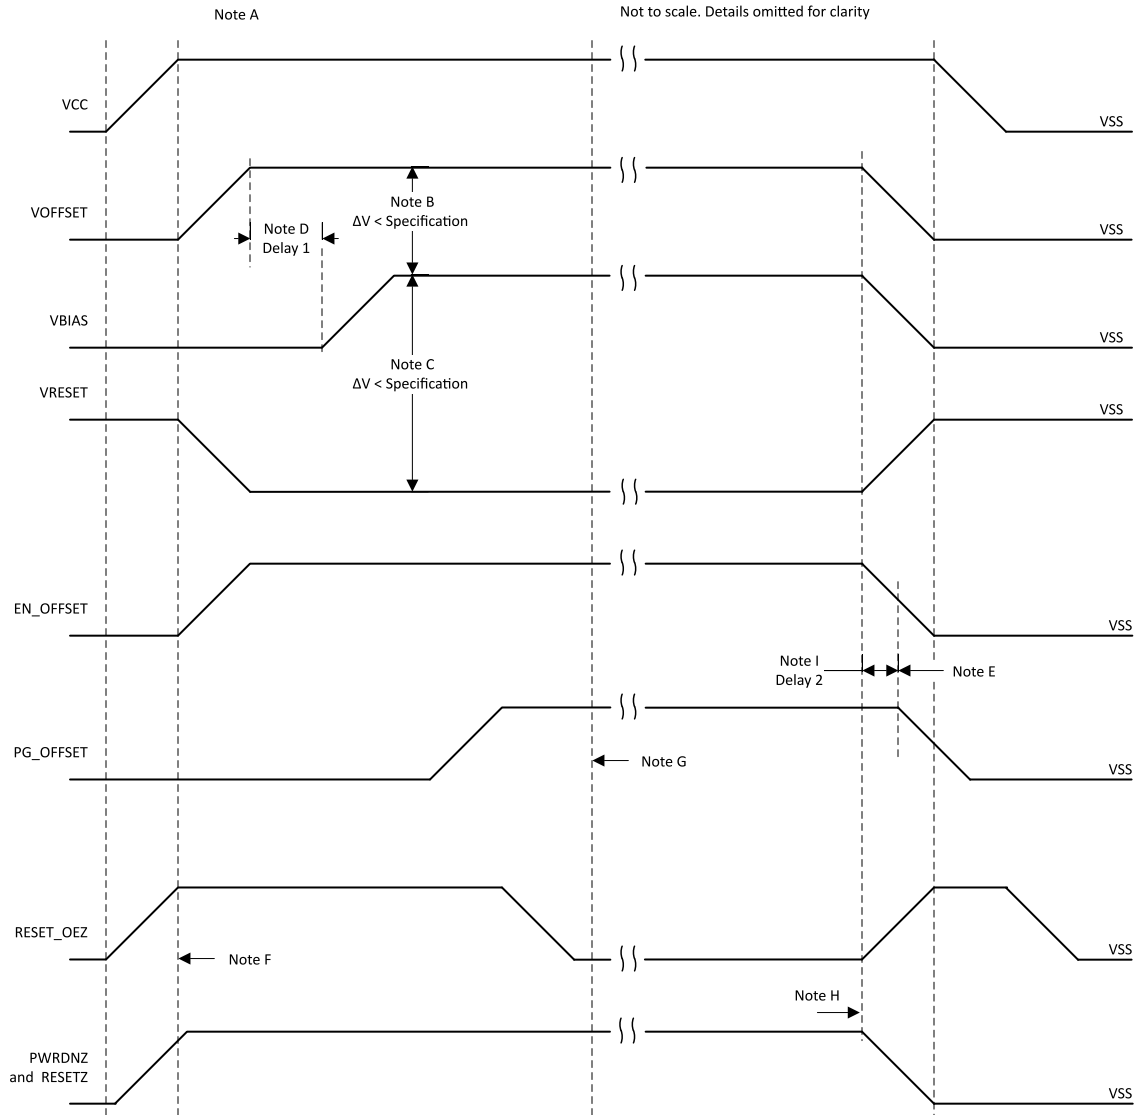 Note A
Not to scale. Details omitted for clarity
VCC
VSS
VOFFSET
Note D
Delay 1
Note B
ΔV < Specification
VSS
VBIAS
VSS
Note C
ΔV < Specification
VRESET
VSS
EN_OFFSET
VSS
Note I
Delay 2
Note E
PG_OFFSET
Note G
VSS
RESET_OEZ
Note F
VSS
Note H
PWRDNZ
and RESETZ
VSS